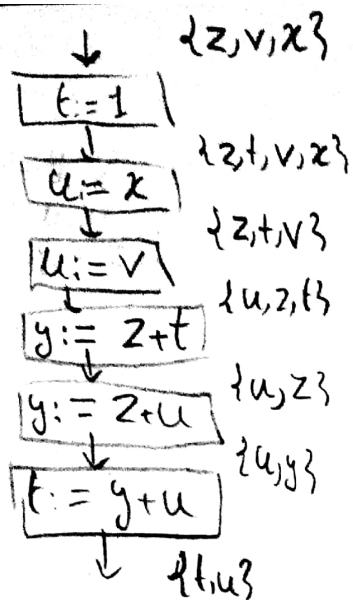 {z,v,x}
t:=1
{z,t,v,x}
u:=x
{z,t,v}
u:=v
{u,z,t}
y:=z+t
{u,z}
y:=z+u
{u,y}
t:=y+u
{t,u}